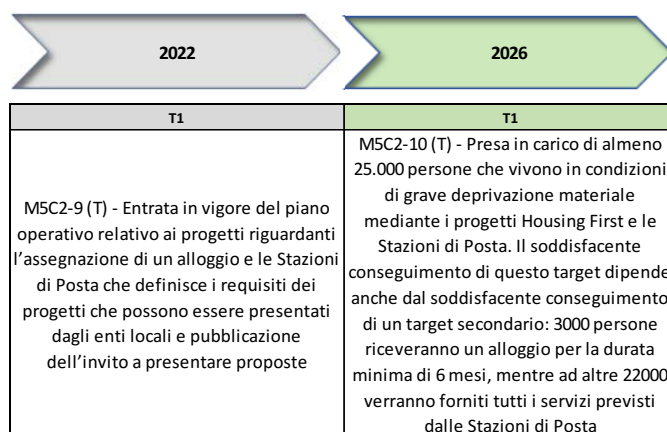 2022
2026
T1
T1
M5C2-9 (T) - Entrata in vigore del piano
operativo relativo ai progetti riguardanti
l'assegnazione di un alloggio e le Stazioni
di Posta che definisce i requisiti dei
progetti che possono essere presentati
dagli enti locali e pubblicazione
dell'invito a presentare proposte
M5C2-10 (T) - Presa in carico di almeno
25.000 persone che vivono in condizioni
di grave deprivazione materiale
mediante i progetti Housing First e le
Stazioni di Posta. Il soddisfacente
conseguimento di questo target dipende
anche dal soddisfacente conseguimento
di un target secondario: 3000 persone
riceveranno un alloggio per la durata
minima di 6 mesi, mentre ad altre 22000
verranno forniti tutti i servizi previsti
dalle Stazioni di Posta